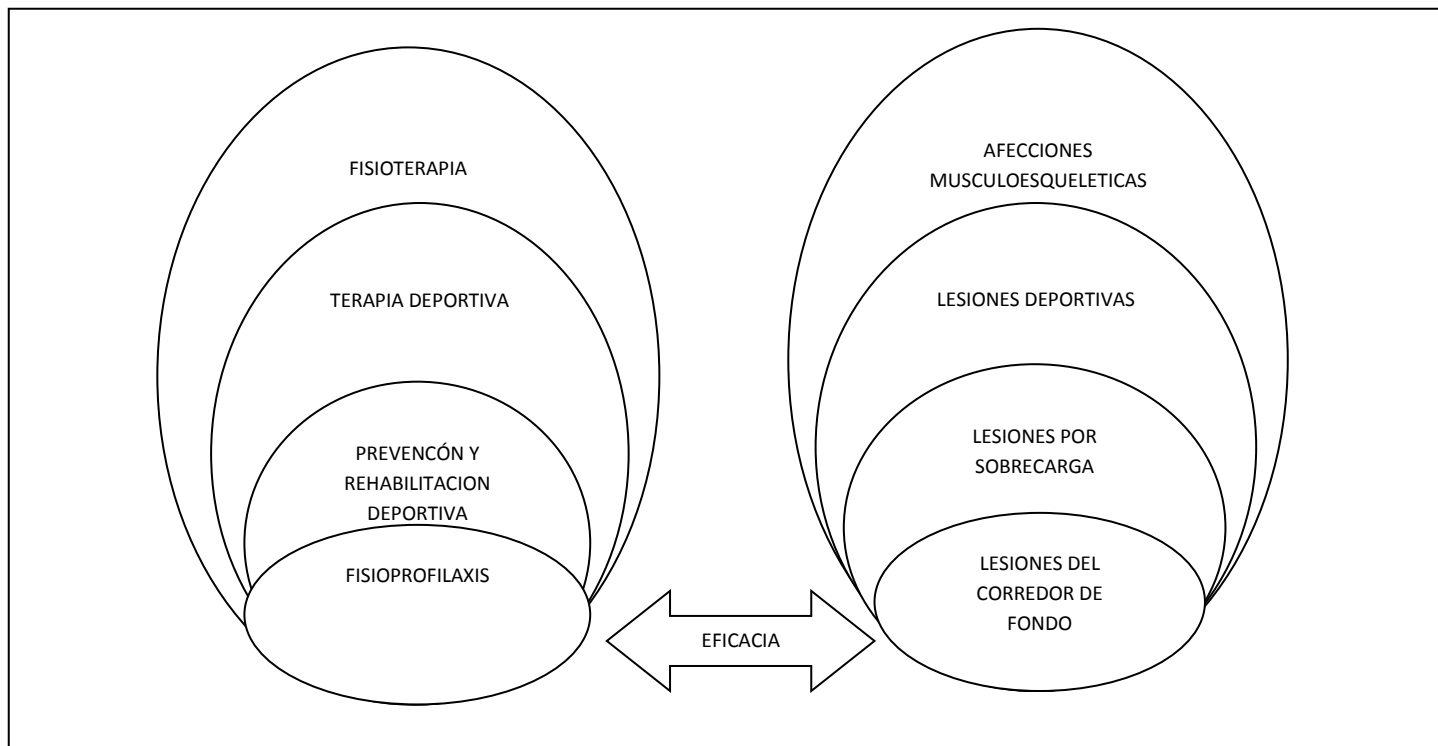 FISIOTERAPIA
TERAPIA DEPORTIVA
PREVENCÓN Y
REHABILITACION
DEPORTIVA
FISIOPROFILAXIS
EFICACIA
AFECCIONES
MUSCULOESQUELETICAS
LESIONES DEPORTIVAS
LESIONES POR
SOBRECARGA
LESIONES DEL
CORREDOR DE
FONDO